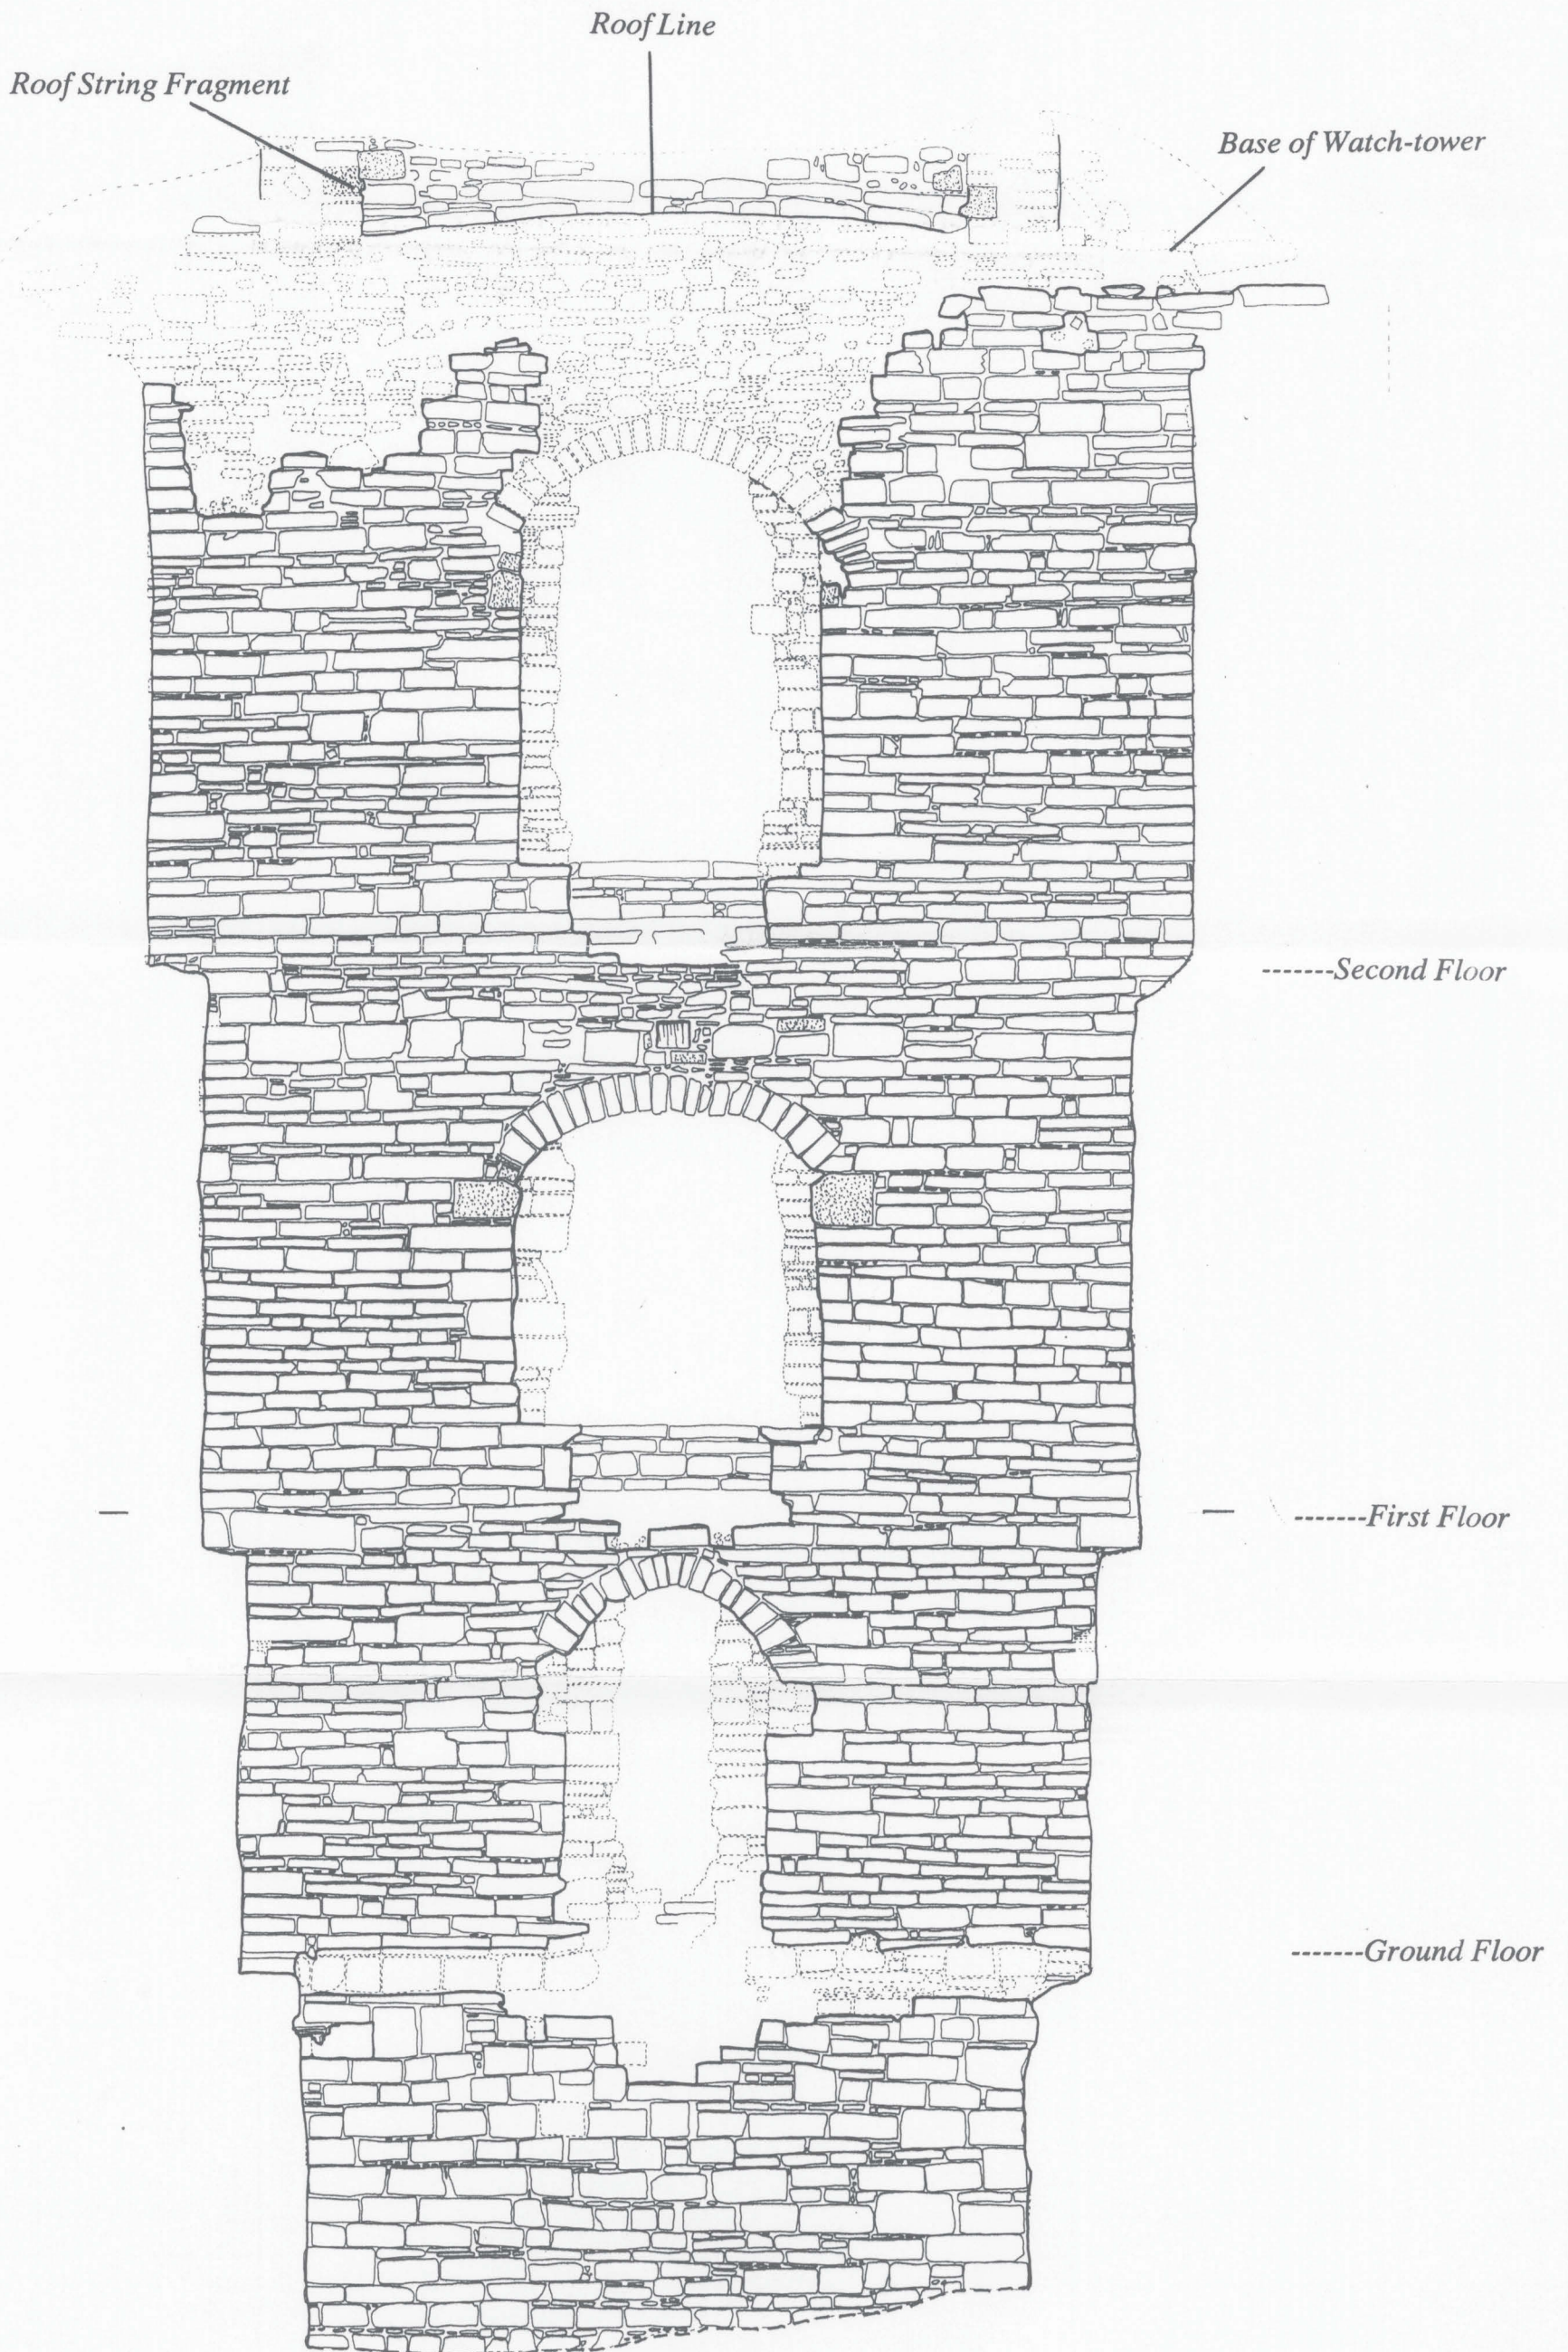 Roof Line
Roof String Fragment
Base of Watch-tower
-------Second Floor
-------First Floor
-------Ground Floor